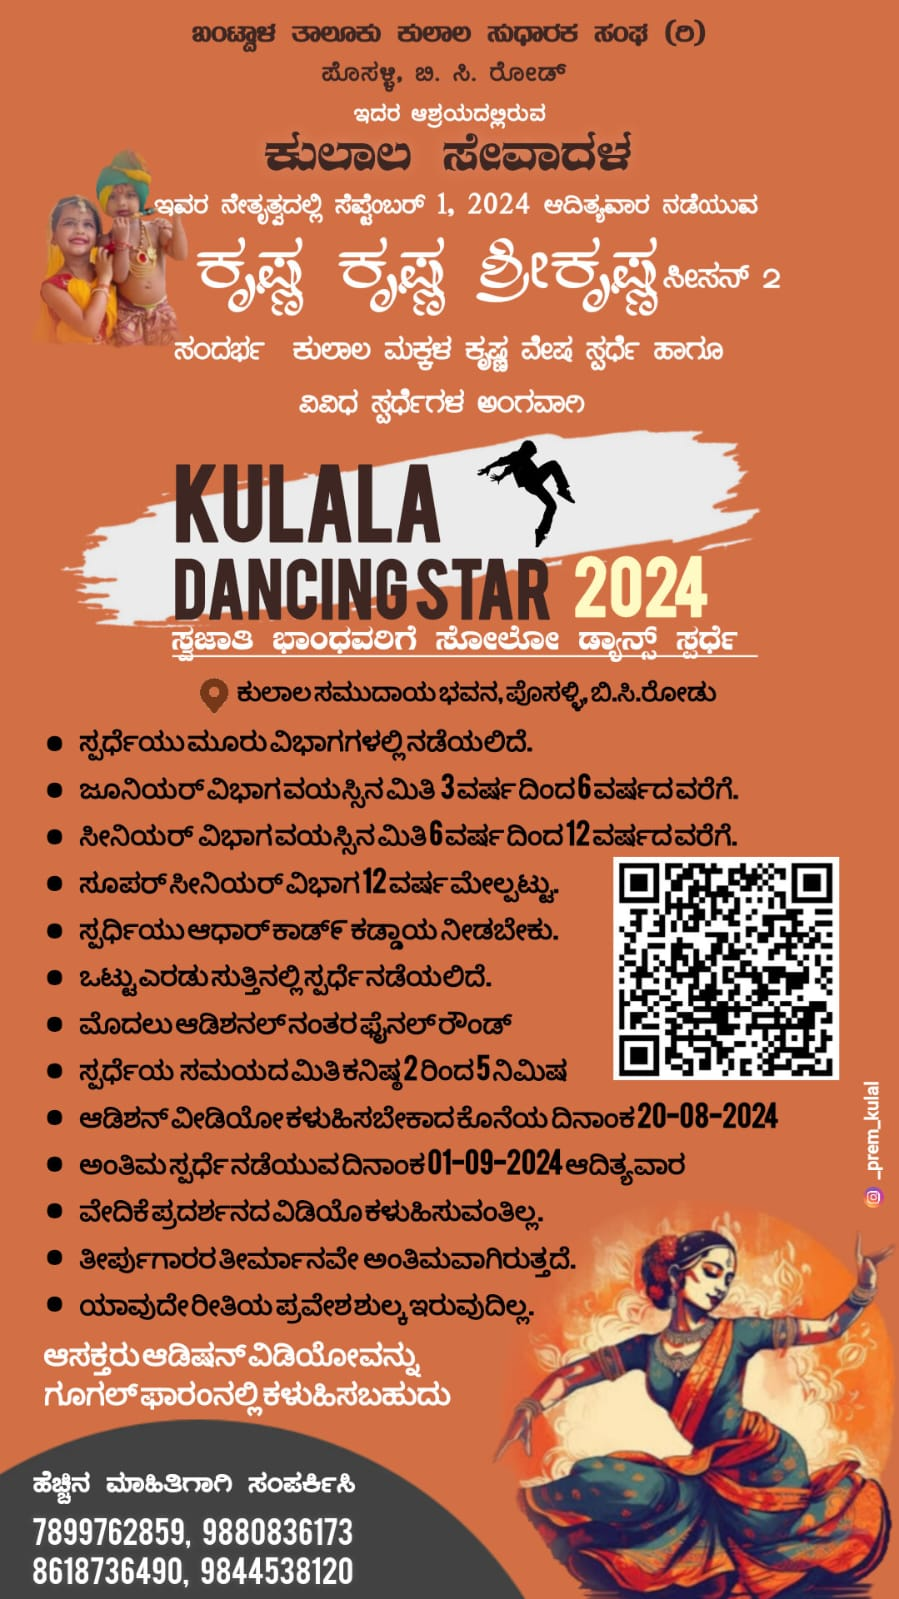 ಬಂಟ್ವಾಳ ತಾಲೂಕು ಕುಲಾಲ ಸುಧಾರಕ ಸಂಘ (ರಿ)
ಪೊಸಳ್ಳಿ, ಬಿ. ಸಿ. ರೋಡ್
ಇದರ ಆಶ್ರಯದಲ್ಲಿರುವ
ಕುಲಾಲ ಸೇವಾದಳ
ಇವರ ನೇತೃತ್ವದಲ್ಲಿ ಸೆಪ್ಟೆಂಬರ್ 1, 2024 ಆದಿತ್ಯವಾರ ನಡೆಯುವ
ಕೃಷ್ಣ ಕೃಷ್ಣ ಶ್ರೀಕೃಷ್ಣ ಸೀಸನ್ 2
ಸಂದರ್ಭ ಕುಲಾಲ ಮಕ್ಕಳ ಕೃಷ್ಣ ವೇಷ ಸ್ಪರ್ಧೆ ಹಾಗೂ
ವಿವಿಧ ಸ್ಪರ್ಧೆಗಳ ಅಂಗವಾಗಿ
KULALA
DANCING STAR 2024
ಸ್ವಜಾತಿ ಭಾಂಧವರಿಗೆ ಸೋಲೋ ಡ್ಯಾನ್ಸ್ ಸ್ಪರ್ಧೆ
ಕುಲಾಲ ಸಮುದಾಯ ಭವನ, ಪೊಸಳ್ಳಿ, ಬಿ.ಸಿ.ರೋಡು
• ಸ್ಪರ್ಧೆಯು ಮೂರು ವಿಭಾಗಗಳಲ್ಲಿ ನಡೆಯಲಿದೆ.
• ಜೂನಿಯರ್ ವಿಭಾಗ ವಯಸ್ಸಿನ ಮಿತಿ 3 ವರ್ಷ ದಿಂದ 6 ವರ್ಷದ ವರೆಗೆ.
• ಸೀನಿಯರ್ ವಿಭಾಗ ವಯಸ್ಸಿನ ಮಿತಿ 6 ವರ್ಷ ದಿಂದ 12 ವರ್ಷದ ವರೆಗೆ.
• ಸೂಪರ್ ಸೀನಿಯರ್ ವಿಭಾಗ 12 ವರ್ಷ ಮೇಲ್ಪಟ್ಟು.
• ಸ್ಪರ್ಧಿಯು ಆಧಾರ್ ಕಾರ್ಡ್ ಕಡ್ಡಾಯ ನೀಡಬೇಕು.
• ಒಟ್ಟು ಎರಡು ಸುತ್ತಿನಲ್ಲಿ ಸ್ಪರ್ಧೆ ನಡೆಯಲಿದೆ.
• ಮೊದಲು ಆಡಿಶನಲ್ ನಂತರ ಫೈನಲ್ ರೌಂಡ್
• ಸ್ಪರ್ಧೆಯ ಸಮಯದ ಮಿತಿ ಕನಿಷ್ಠ 2 ರಿಂದ 5 ನಿಮಿಷ
• ಆಡಿಶನ್ ವೀಡಿಯೋ ಕಳುಹಿಸಬೇಕಾದ ಕೊನೆಯ ದಿನಾಂಕ 20-08-2024
• ಅಂತಿಮ ಸ್ಪರ್ಧೆ ನಡೆಯುವ ದಿನಾಂಕ 01-09-2024 ಆದಿತ್ಯವಾರ
• ವೇದಿಕೆ ಪ್ರದರ್ಶನದ ವಿಡಿಯೊ ಕಳುಹಿಸುವಂತಿಲ್ಲ.
• ತೀರ್ಪುಗಾರರ ತೀರ್ಮಾನವೇ ಅಂತಿಮವಾಗಿರುತ್ತದೆ.
• ಯಾವುದೇ ರೀತಿಯ ಪ್ರವೇಶ ಶುಲ್ಕ ಇರುವುದಿಲ್ಲ.
_prem_kulal
ಆಸಕ್ತರು ಆಡಿಷನ್ ವಿಡಿಯೋವನ್ನು
ಗೂಗಲ್ ಫಾರಂನಲ್ಲಿ ಕಳುಹಿಸಬಹುದು
ಹೆಚ್ಚಿನ ಮಾಹಿತಿಗಾಗಿ ಸಂಪರ್ಕಿಸಿ
7899762859, 9880836173
8618736490, 9844538120